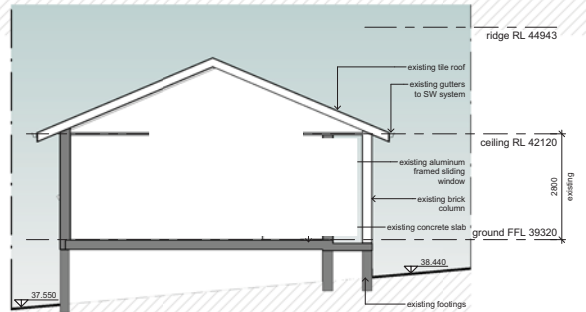 ridge RL 44943
existing tile roof
existing gutters
to SW system
ceiling RL 42120
existing aluminum
framed sliding
window
2800
existing
existing brick
column
existing concrete slab
ground FFL 39320
38.440
37.550
existing footings